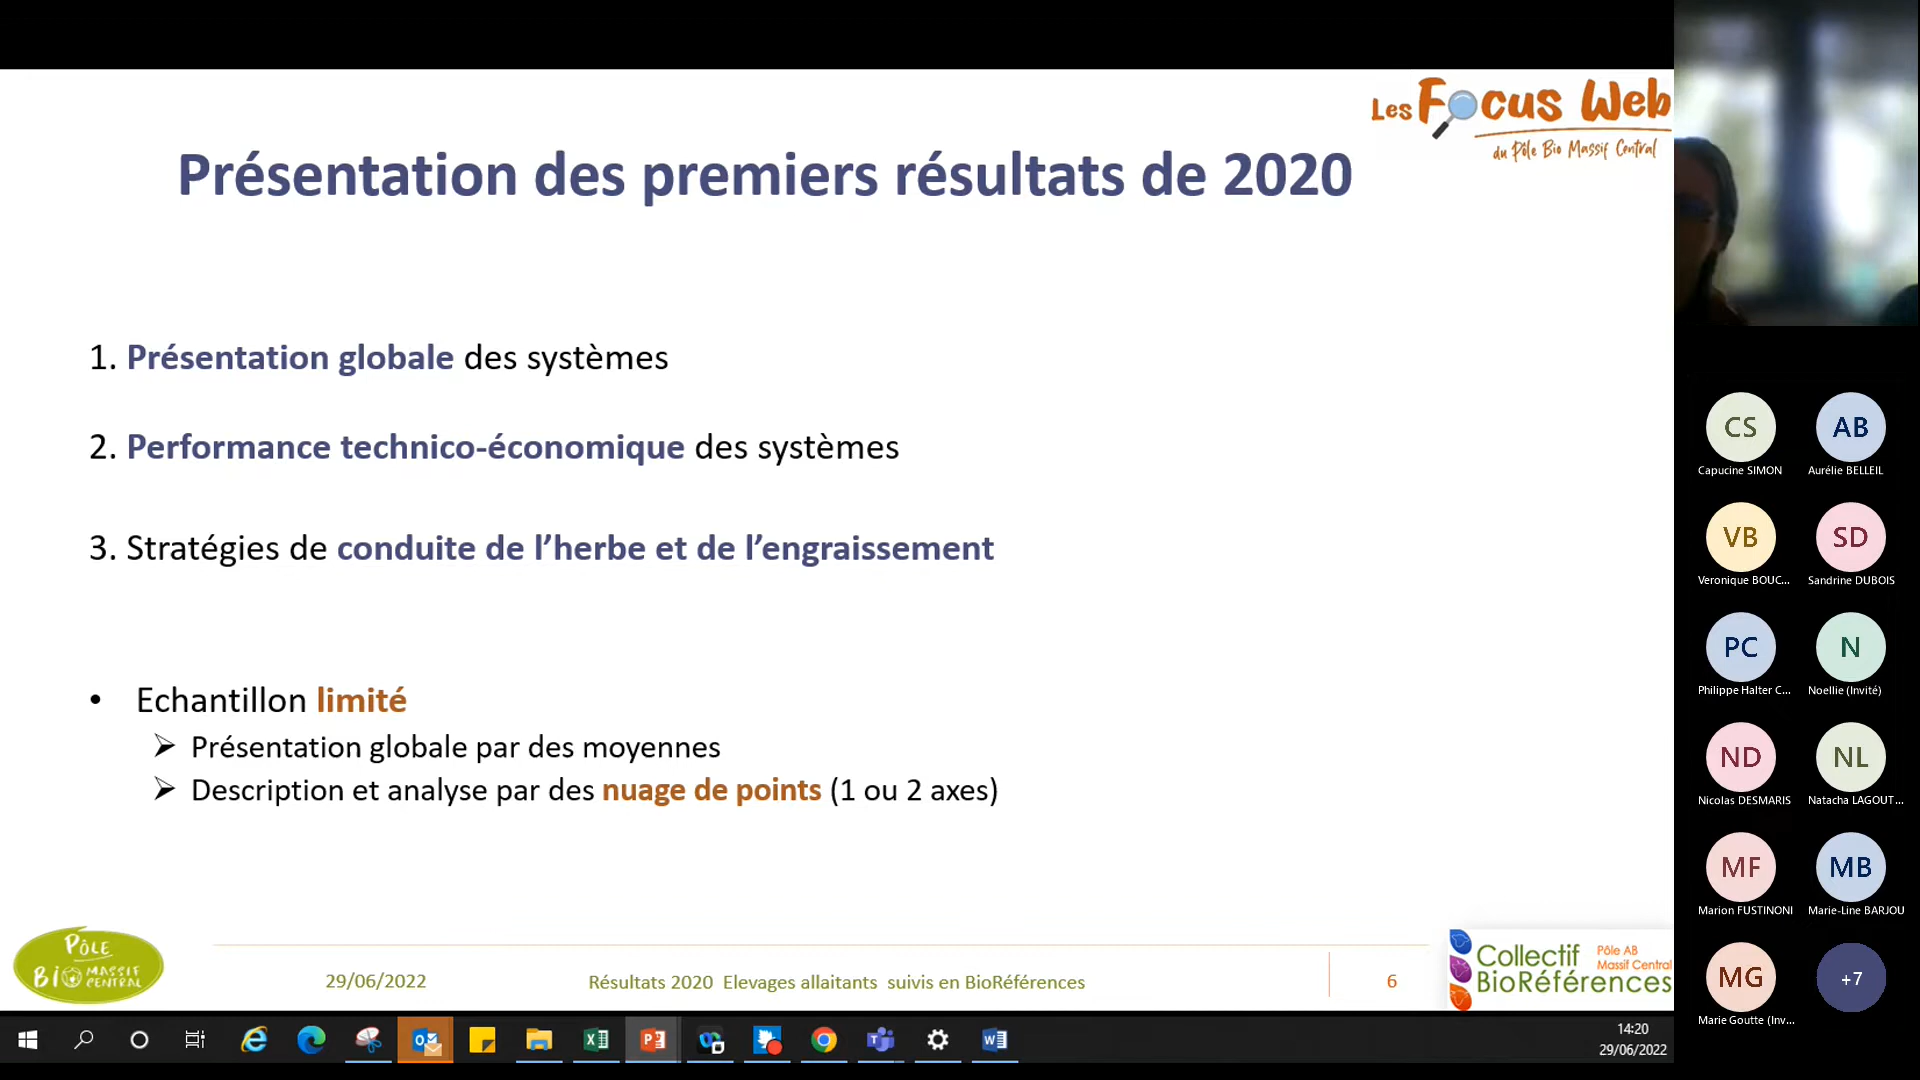 Les Focus Web
du Pôle Bio Massif Central
Présentation des premiers résultats de 2020
1. Présentation globale des systèmes
2. Performance technico-économique des systèmes
3. Stratégies de conduite de l’herbe et de l’engraissement
• Echantillon limité
➢ Présentation globale par des moyennes
➢ Description et analyse par des nuage de points (1 ou 2 axes)
PÔLE
BIO MASSIF CENTRAL
29/06/2022
Résultats 2020 Elevages allaitants suivis en BioRéférences
6
Collectif BioRéférences
Pôle AB
Massif Central
CS
Capucine SIMON
AB
Aurélie BELLEIL
VB
Veronique BOUC...
SD
Sandrine DUBOIS
PC
Philippe Halter C...
N
Noellie (Invité)
ND
Nicolas DESMARIS
NL
Natacha LAGOUT...
MF
Marion FUSTINONI
MB
Marie-Line BARJOU
MG
Marie Goutte (Inv...
+7
14:20
29/06/2022